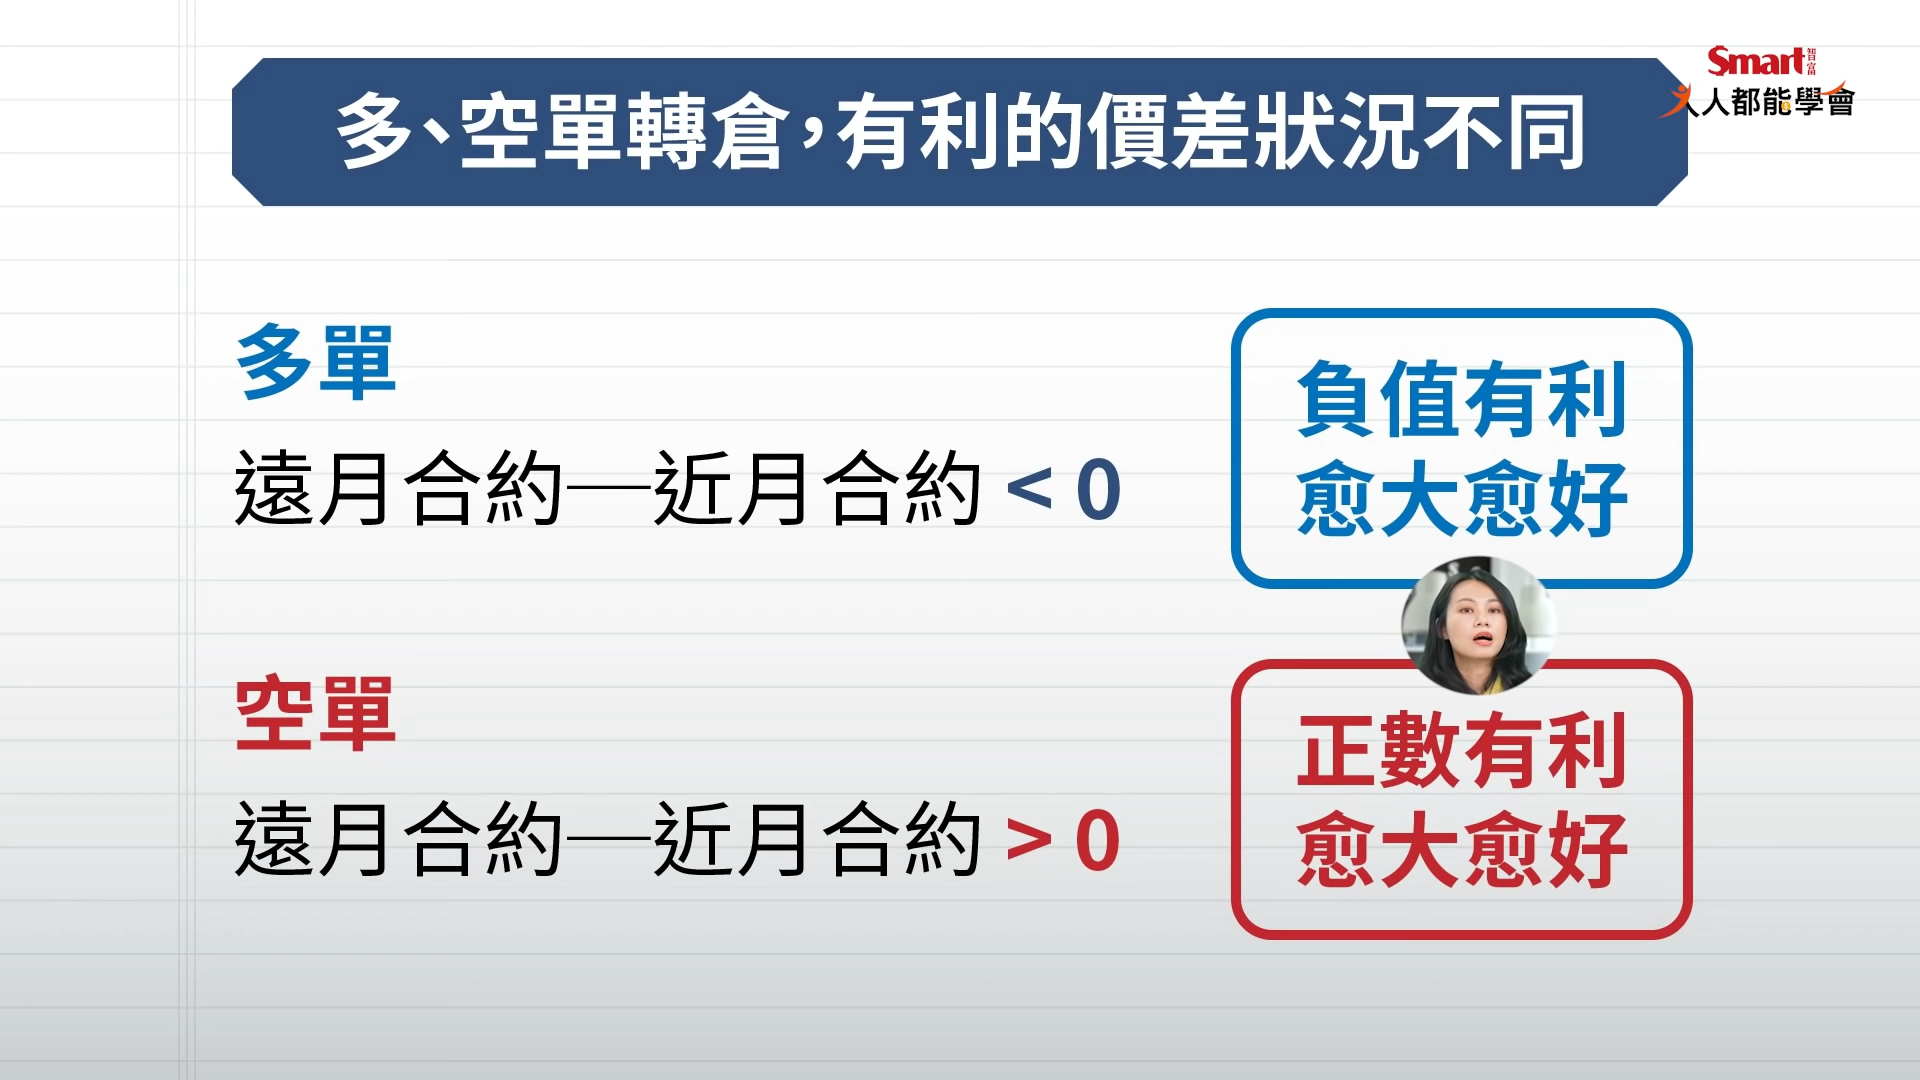 Smart 智富
人人都能學會
多、空單轉倉，有利的價差狀況不同
多單
遠月合約—近月合約 < 0
負值有利
愈大愈好
空單
遠月合約—近月合約 > 0
正數有利
愈大愈好